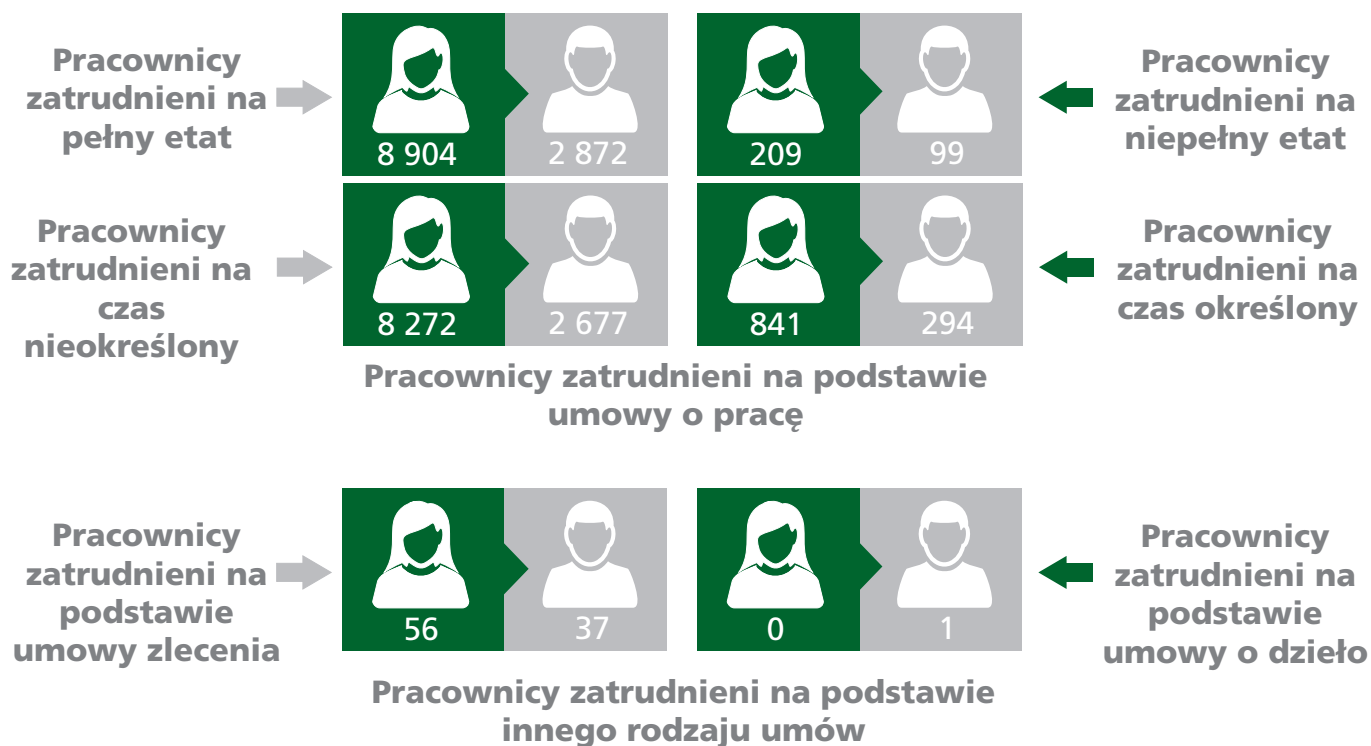 Pracownicy
zatrudnieni na
pełny etat
8 904
2 872
209
99
Pracownicy
zatrudnieni na
niepełny etat
Pracownicy
zatrudnieni na
czas
nieokreślony
8 272
2 677
841
294
Pracownicy
zatrudnieni na
czas określony
Pracownicy zatrudnieni na podstawie
umowy o pracę
Pracownicy
zatrudnieni na
podstawie
umowy zlecenia
56
37
0
1
Pracownicy
zatrudnieni na
podstawie
umowy o dzieło
Pracownicy zatrudnieni na podstawie
innego rodzaju umów